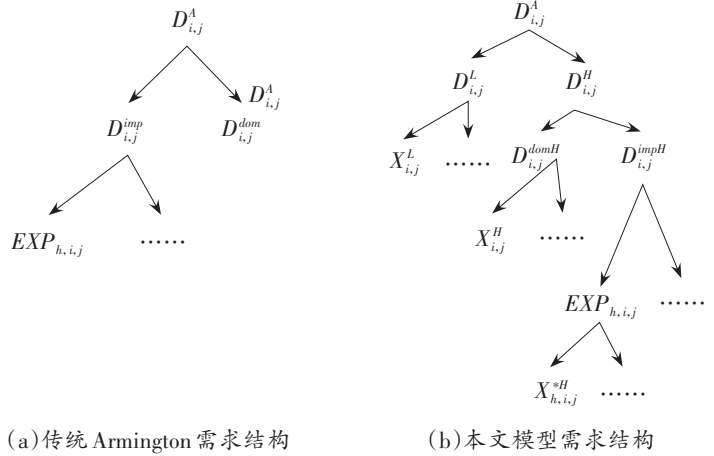 D^A_{i,j}
D^{imp}_{i,j} D^{dom}_{i,j} D^A_{i,j}
EXP_{h,i,j} ……
(a)传统Armington需求结构
D^A_{i,j}
D^L_{i,j} D^H_{i,j}
X^L_{i,j} …… D^{domH}_{i,j} D^{impH}_{i,j}
X^H_{i,j} ……
EXP_{h,i,j} ……
X^{*H}_{h,i,j} ……
(b)本文模型需求结构